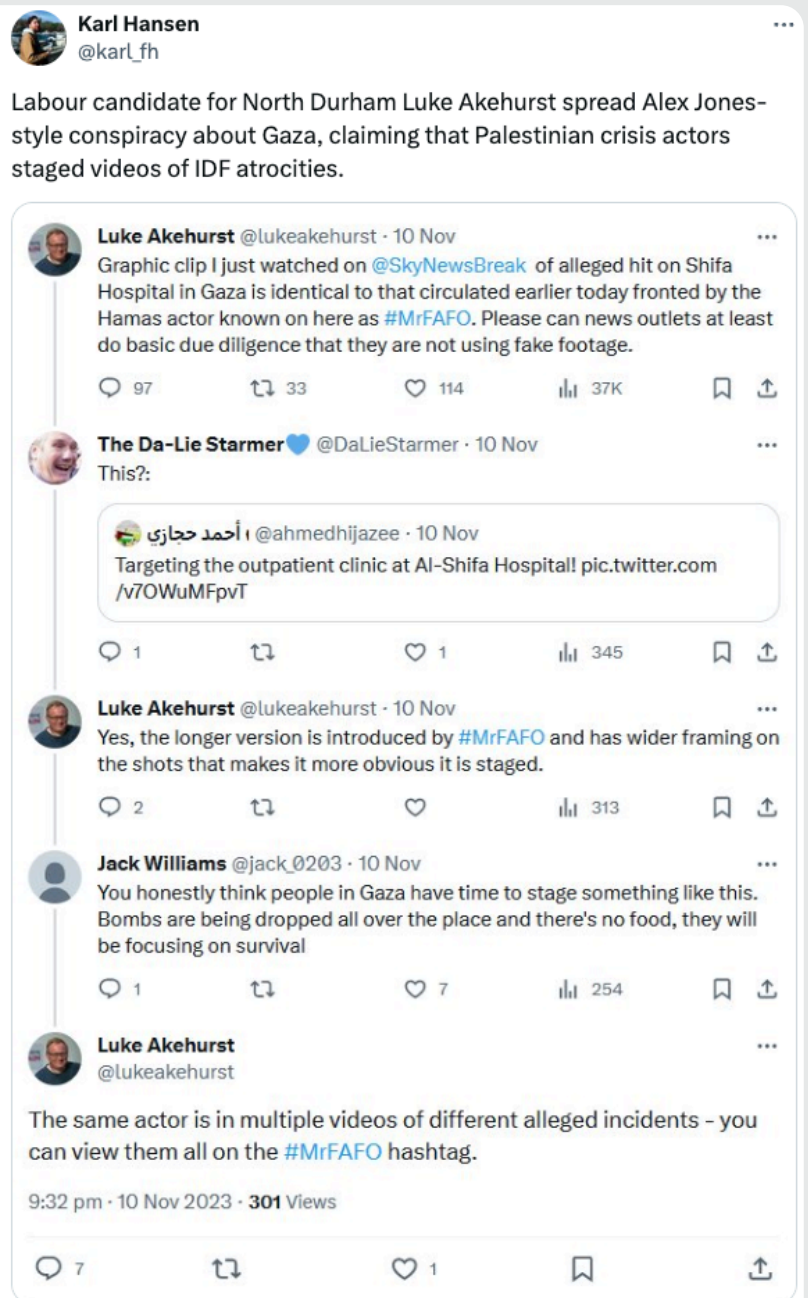 Karl Hansen
@karl_fh
Labour candidate for North Durham Luke Akehurst spread Alex Jones-
style conspiracy about Gaza, claiming that Palestinian crisis actors
staged videos of IDF atrocities.
Luke Akehurst @lukeakehurst · 10 Nov
Graphic clip I just watched on @SkyNewsBreak of alleged hit on Shifa
Hospital in Gaza is identical to that circulated earlier today fronted by the
Hamas actor known on here as #MrFAFO. Please can news outlets at least
do basic due diligence that they are not using fake footage.
97 33 114 37K
The Da-Lie Starmer💙 @DaLieStarmer · 10 Nov
This?:
أحمد حجازي @ahmedhijazee · 10 Nov
Targeting the outpatient clinic at Al-Shifa Hospital! pic.twitter.com
/v7OWuMFpvT
1 1 345
Luke Akehurst @lukeakehurst · 10 Nov
Yes, the longer version is introduced by #MrFAFO and has wider framing on
the shots that makes it more obvious it is staged.
2 313
Jack Williams @jack_0203 · 10 Nov
You honestly think people in Gaza have time to stage something like this.
Bombs are being dropped all over the place and there's no food, they will
be focusing on survival
1 7 254
Luke Akehurst
@lukeakehurst
The same actor is in multiple videos of different alleged incidents - you
can view them all on the #MrFAFO hashtag.
9:32 pm · 10 Nov 2023 · 301 Views
7 1